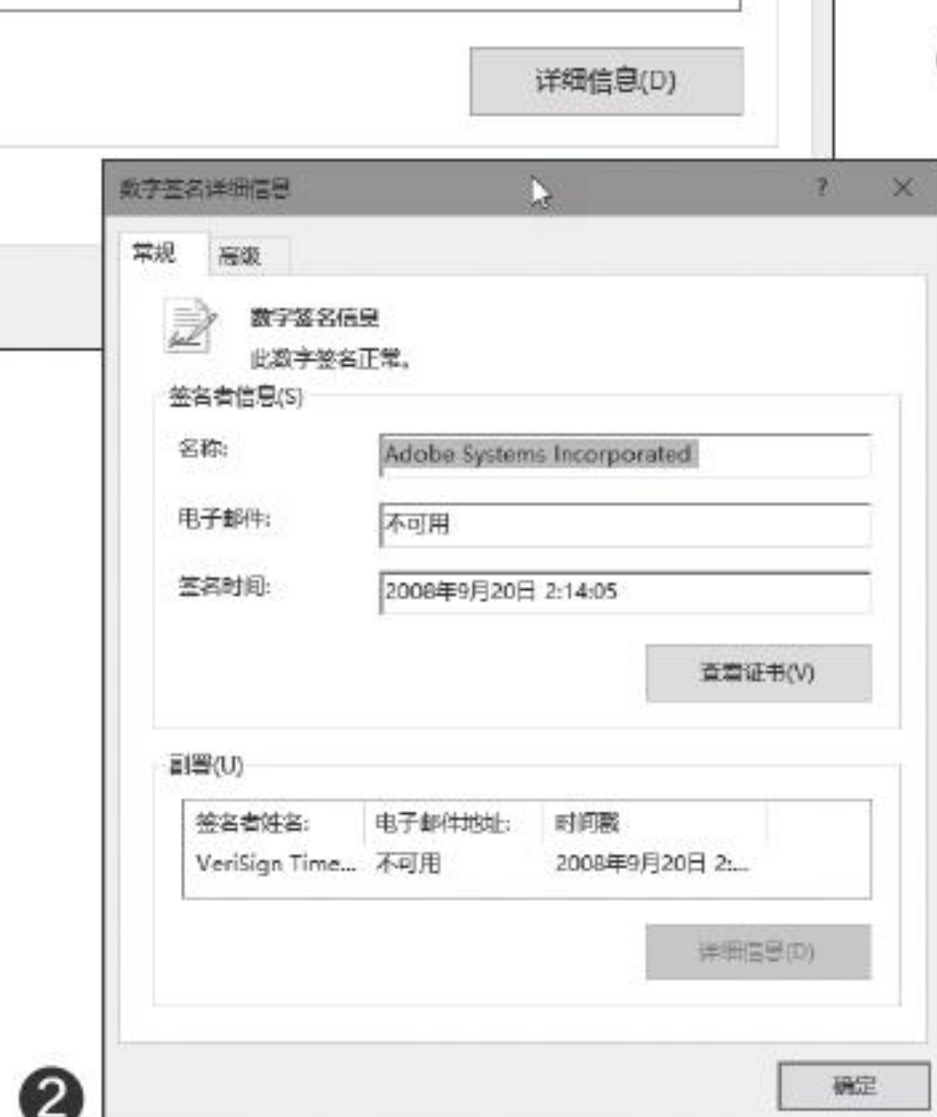 详细信息(D)
数字签名详细信息 ? ×
常规 高级
数字签名信息
此数字签名正常。
签名者信息(S)
名称: Adobe Systems Incorporated
电子邮件: 不可用
签名时间: 2008年9月20日 2:14:05
查看证书(V)
副署(U)
签名者姓名: 电子邮件地址: 时间戳
VeriSign Time... 不可用 2008年9月20日 2:...
详细信息(D)
2 确定